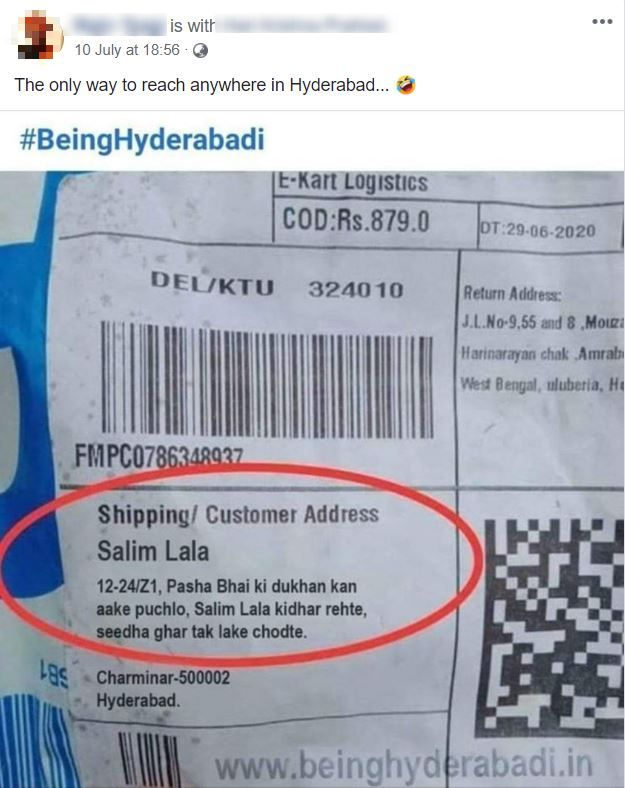 is with
10 July at 18:56 ·
The only way to reach anywhere in Hyderabad... 🤣
#BeingHyderabadi
E-Kart Logistics
COD:Rs.879.0
DT:29-06-2020
DEL/KTU 324010
Return Address:
J.L.No-9,55 and 8 ,Mouza
Harinarayan chak ,Amrab
West Bengal, uluberia, Ho
FMPC0786348937
Shipping/ Customer Address
Salim Lala
12-24/Z1, Pasha Bhai ki dukhan kan
aake puchlo, Salim Lala kidhar rehte,
seedha ghar tak lake chodte.
Charminar-500002
Hyderabad.
www.beinghyderabadi.in